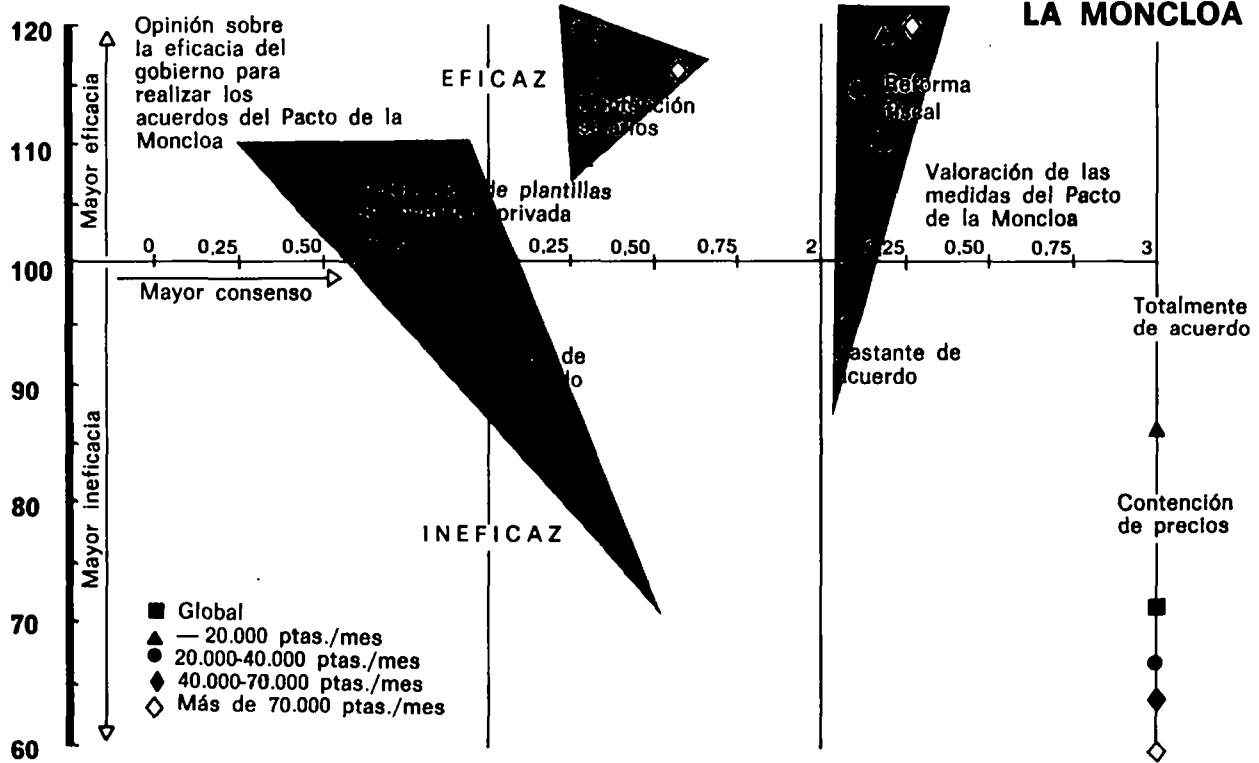 LA MONCLOA
120
110
100
90
80
70
60
Mayor eficacia
Mayor ineficacia
Opinión sobre
la eficacia del
gobierno para
realizar los
acuerdos del Pacto de la
Moncloa
EFICAZ
salarios
Reforma
fiscal
de plantillas
privada
Valoración de las
medidas del Pacto
de la Moncloa
0 0,25 0,50 0,25 0,50 0,75 2 0,25 0,50 0,75 3
Mayor consenso
Totalmente
de acuerdo
de
Bastante de
acuerdo
Contención
de precios
INEFICAZ
Global
— 20.000 ptas./mes
20.000-40.000 ptas./mes
40.000-70.000 ptas./mes
Más de 70.000 ptas./mes